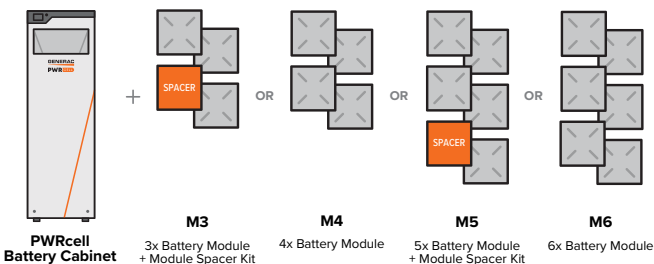 GENERAC
PWRcell
+
SPACER
OR
OR
SPACER
OR
PWRcell
Battery Cabinet
M3
3x Battery Module
+ Module Spacer Kit
M4
4x Battery Module
M5
5x Battery Module
+ Module Spacer Kit
M6
6x Battery Module